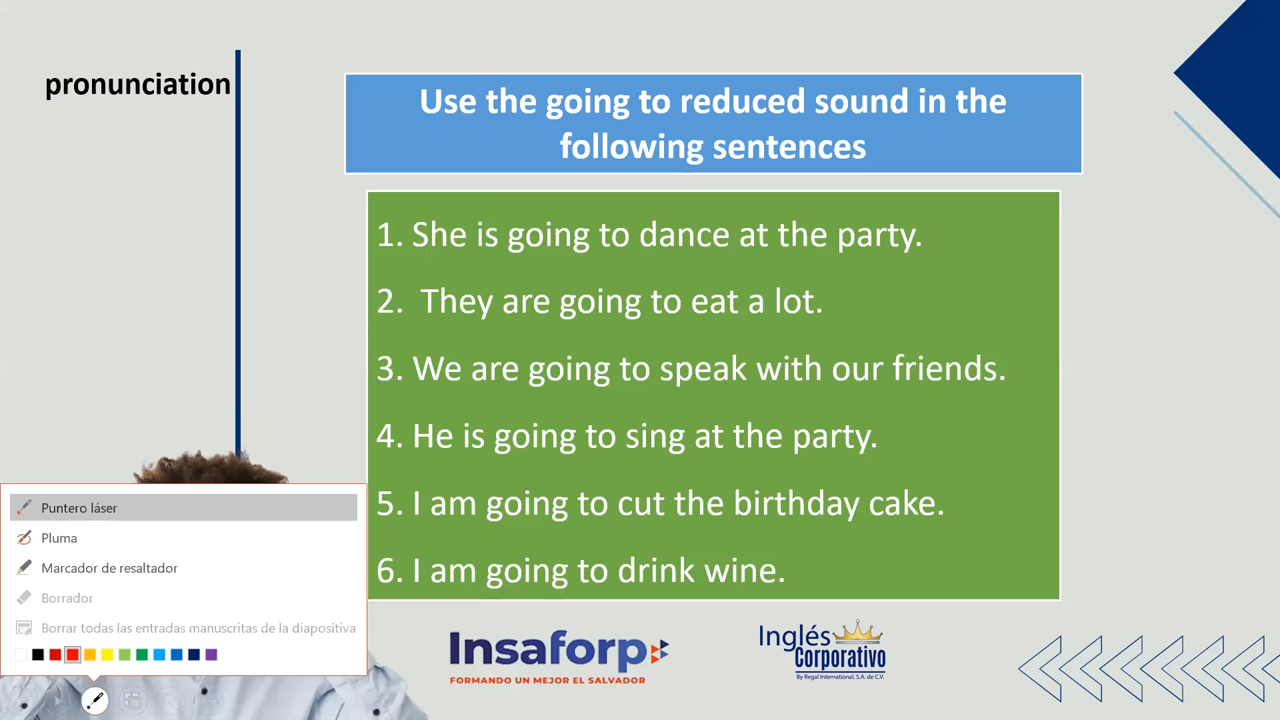 pronunciation
Use the going to reduced sound in the
following sentences
1. She is going to dance at the party.
2. They are going to eat a lot.
3. We are going to speak with our friends.
4. He is going to sing at the party.
5. I am going to cut the birthday cake.
6. I am going to drink wine.
Puntero láser
Pluma
Marcador de resaltador
Borrador
Borrar todas las entradas manuscritas de la diapositiva
Insaforp
FORMANDO UN MEJOR EL SALVADOR
Inglés
Corporativo
By Regal International, S.A. de C.V.